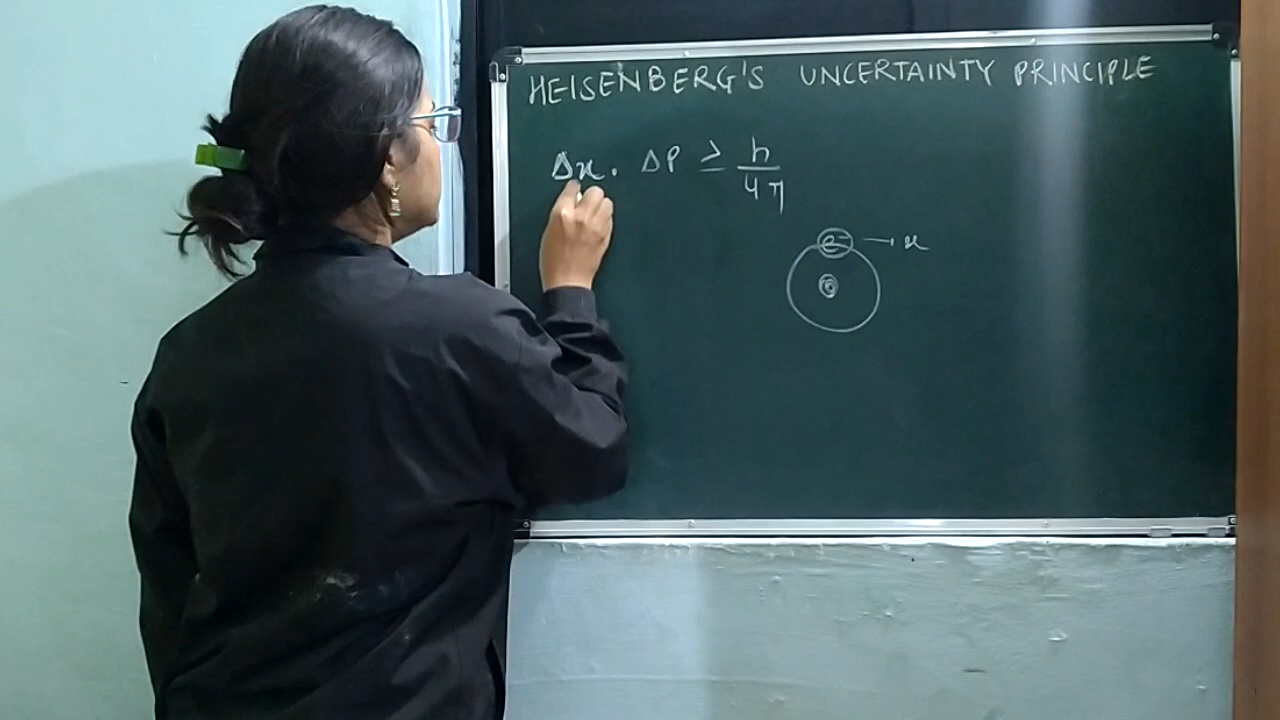 HEISENBERG'S UNCERTAINTY PRINCIPLE
Δx. ΔP ≥ h/4π
e⁻ → x